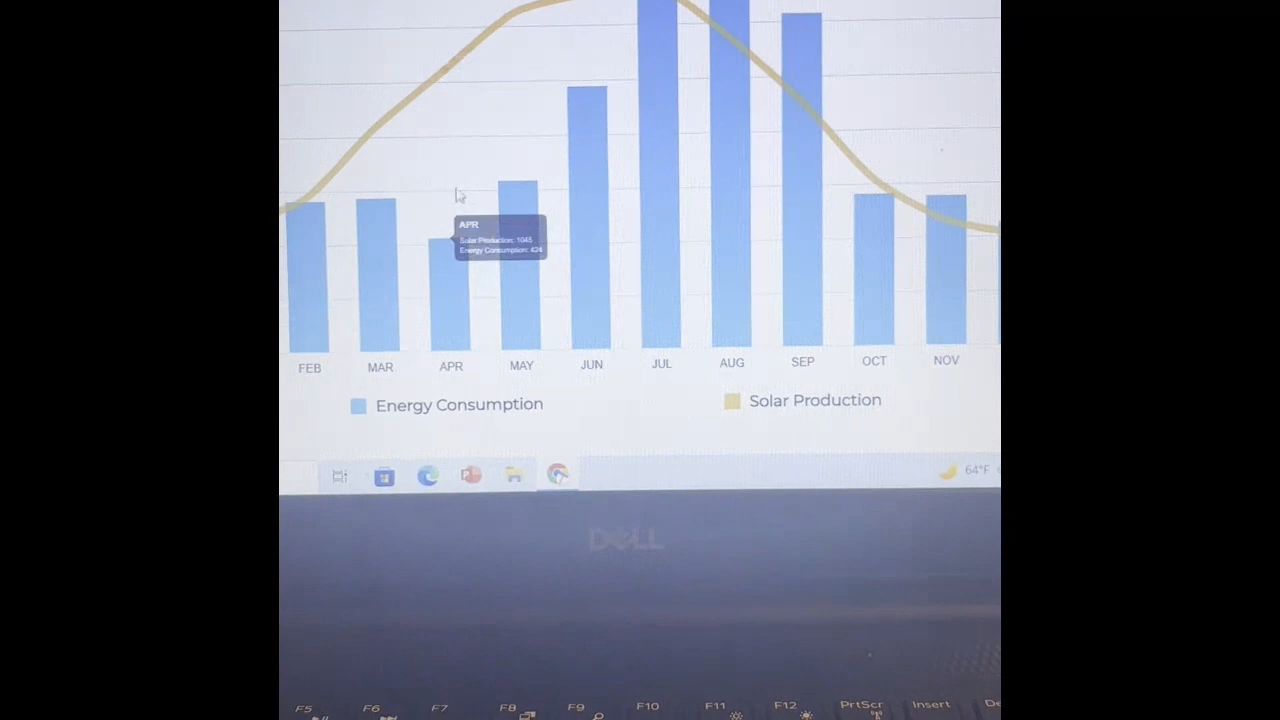 APR
Solar Production: 1045
Energy Consumption: 424
FEB MAR APR MAY JUN JUL AUG SEP OCT NOV
Energy Consumption Solar Production
64°F
DELL
F5 F6 F7 F8 F9 F10 F11 F12 PrtScr Insert